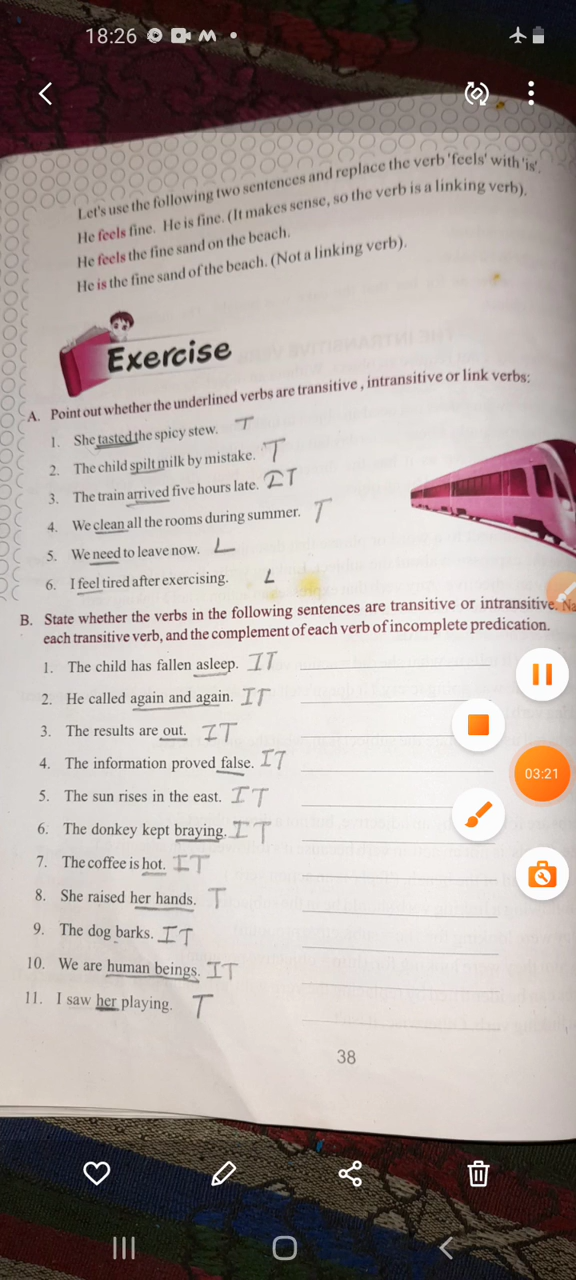 18:26
Let's use the following two sentences and replace the verb 'feels' with 'is'.
He feels fine. He is fine. (It makes sense, so the verb is a linking verb).
He feels the fine sand on the beach.
He is the fine sand of the beach. (Not a linking verb).
Exercise
A. Point out whether the underlined verbs are transitive, intransitive or link verbs:
1. She tasted the spicy stew. T
2. The child spilt milk by mistake. T
3. The train arrived five hours late. IT
4. We clean all the rooms during summer. T
5. We need to leave now. L
6. I feel tired after exercising. L
B. State whether the verbs in the following sentences are transitive or intransitive. Na
each transitive verb, and the complement of each verb of incomplete predication.
1. The child has fallen asleep. IT
2. He called again and again. IT
3. The results are out. IT
4. The information proved false. IT
5. The sun rises in the east. IT
6. The donkey kept braying. IT
7. The coffee is hot. IT
8. She raised her hands. T
9. The dog barks. IT
10. We are human beings. IT
11. I saw her playing. T
03:21
38